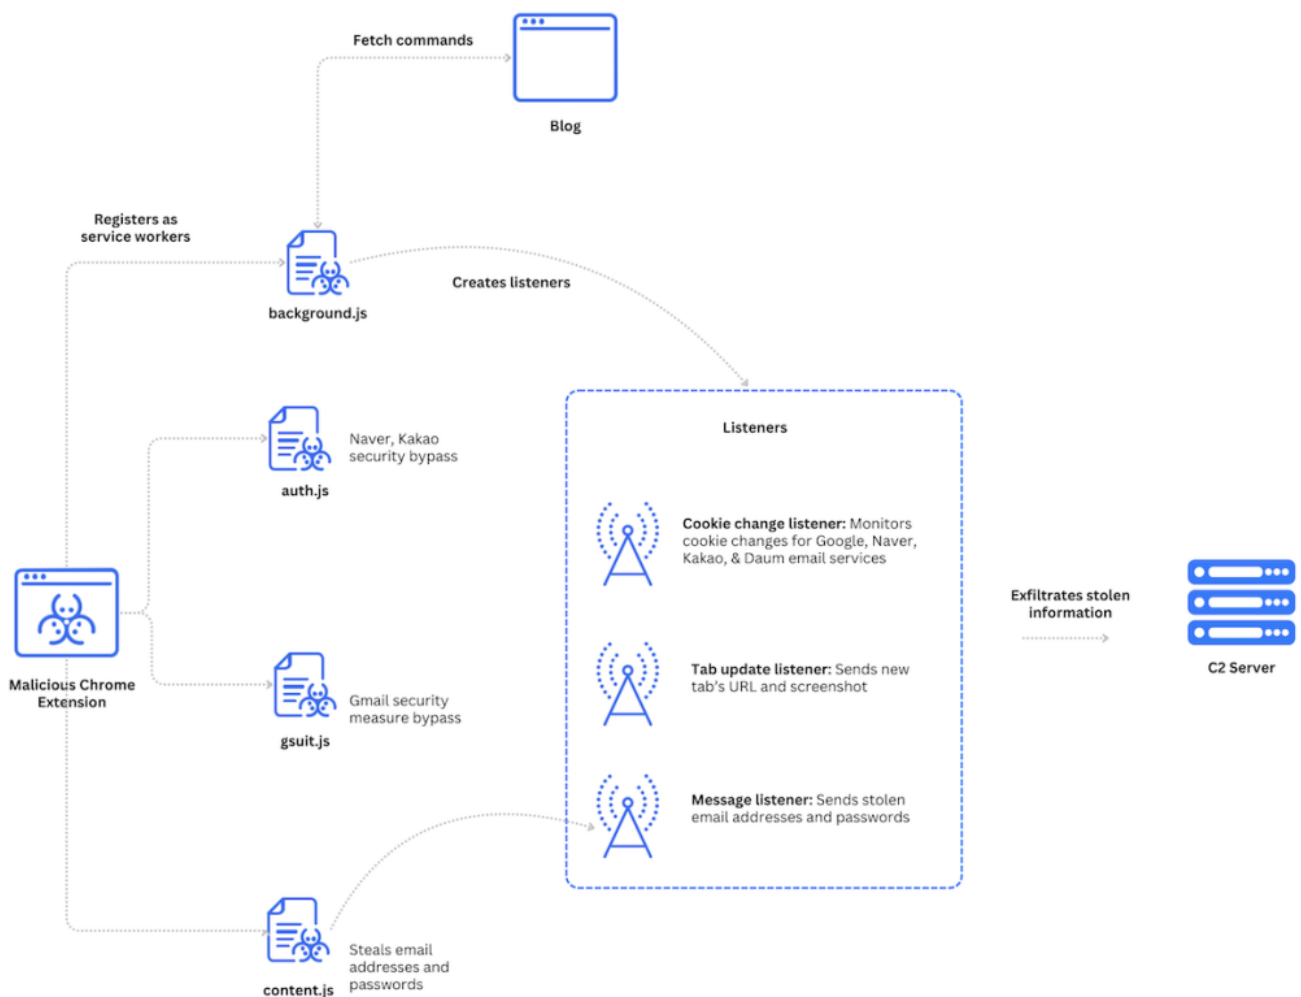 Fetch commands
Blog
Registers as
service workers
background.js
Creates listeners
Listeners
Naver, Kakao
security bypass
auth.js
Cookie change listener: Monitors
cookie changes for Google, Naver,
Kakao, & Daum email services
Exfiltrates stolen
information
C2 Server
Malicious Chrome
Extension
Gmail security
measure bypass
gsuit.js
Tab update listener: Sends new
tab's URL and screenshot
Message listener: Sends stolen
email addresses and passwords
Steals email
addresses and
passwords
content.js